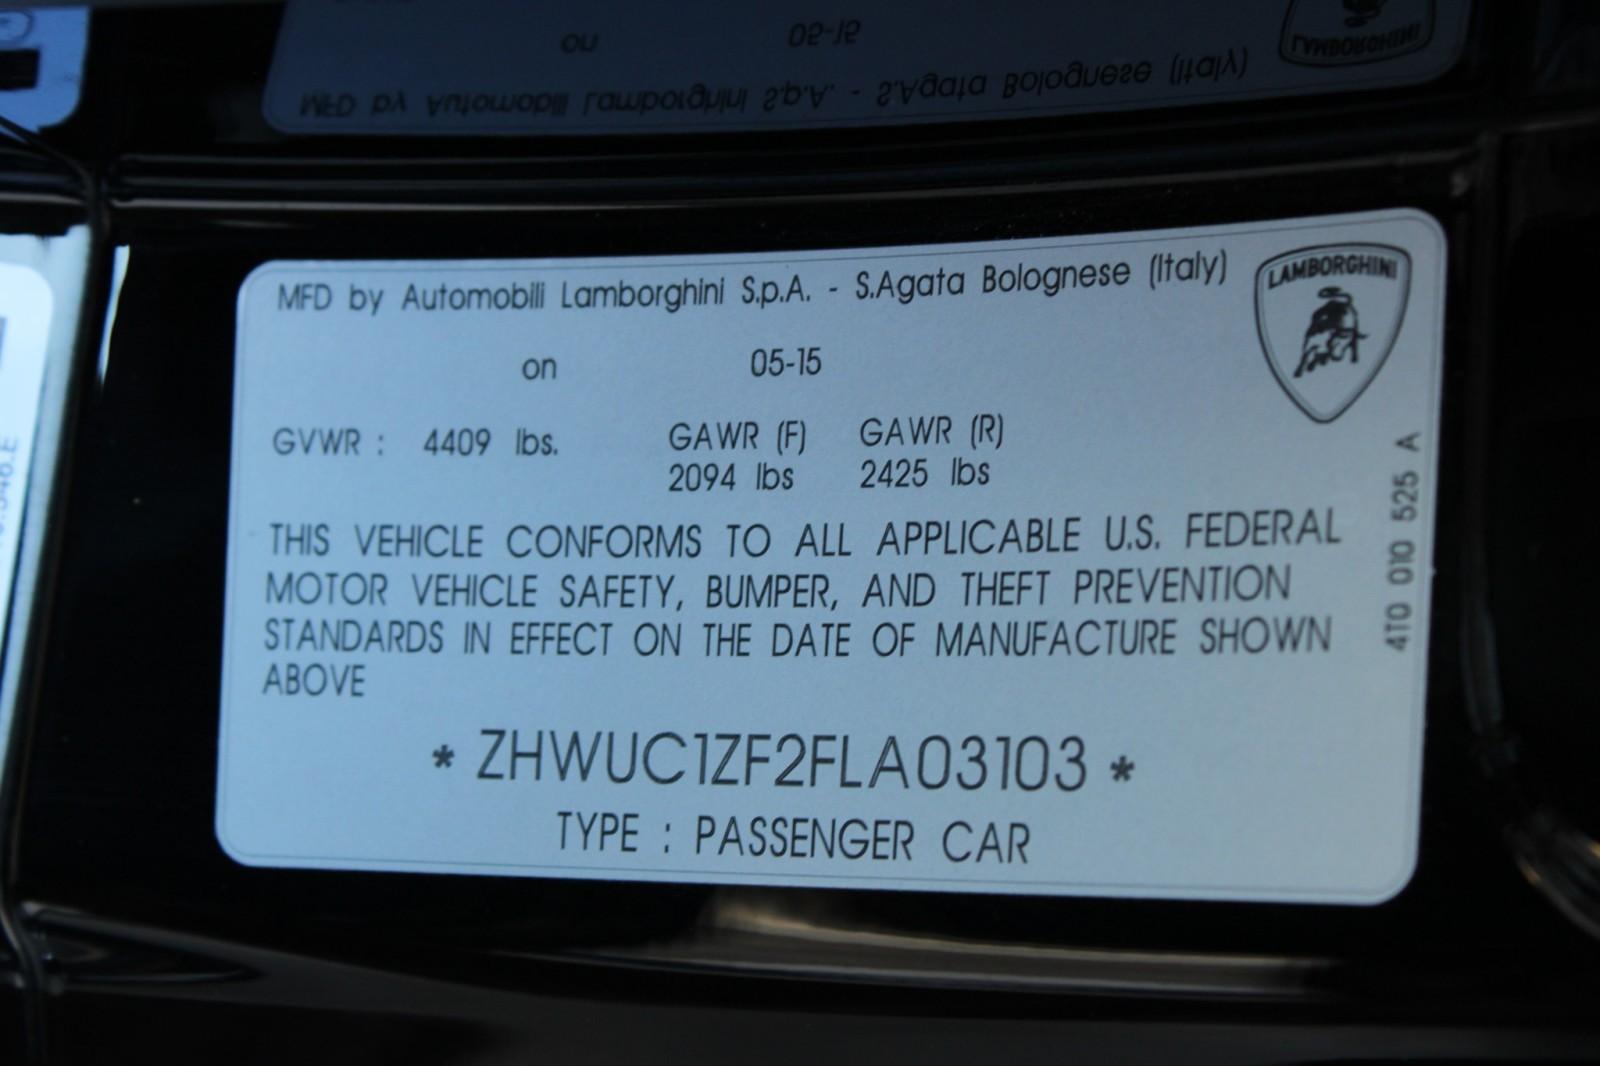 MFD by Automobili Lamborghini S.p.A. - S.Agata Bolognese (Italy)
LAMBORGHINI
on 05-15
GVWR : 4409 lbs. GAWR (F) GAWR (R)
2094 lbs 2425 lbs
THIS VEHICLE CONFORMS TO ALL APPLICABLE U.S. FEDERAL
MOTOR VEHICLE SAFETY, BUMPER, AND THEFT PREVENTION
STANDARDS IN EFFECT ON THE DATE OF MANUFACTURE SHOWN
ABOVE
* ZHWUC1ZF2FLA03103 *
TYPE : PASSENGER CAR
4T0 010 525 A